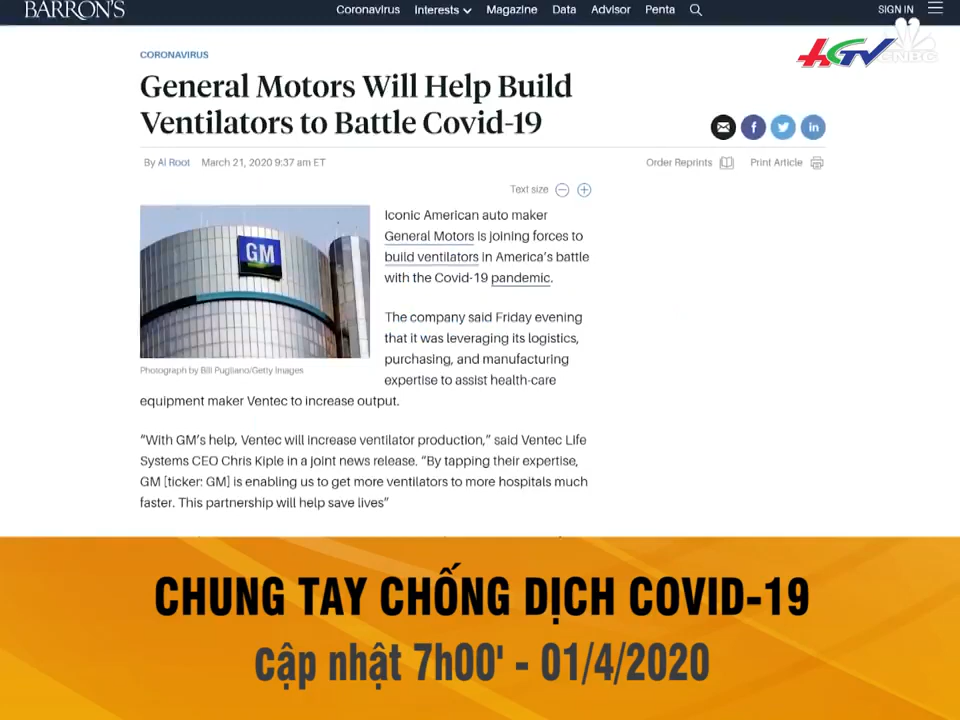 BARRON'S
Coronavirus Interests Magazine Data Advisor Penta
SIGN IN
HGTV
CNBC
CORONAVIRUS
General Motors Will Help Build
Ventilators to Battle Covid-19
By Al Root March 21, 2020 9:37 am ET
Order Reprints Print Article
Text size
GM
Iconic American auto maker
General Motors is joining forces to
build ventilators in America's battle
with the Covid-19 pandemic.
The company said Friday evening
that it was leveraging its logistics,
purchasing, and manufacturing
expertise to assist health-care
Photograph by Bill Pugliano/Getty Images
equipment maker Ventec to increase output.
“With GM's help, Ventec will increase ventilator production,” said Ventec Life
Systems CEO Chris Kiple in a joint news release. “By tapping their expertise,
GM [ticker: GM] is enabling us to get more ventilators to more hospitals much
faster. This partnership will help save lives”
CHUNG TAY CHỐNG DỊCH COVID-19
cập nhật 7h00' - 01/4/2020